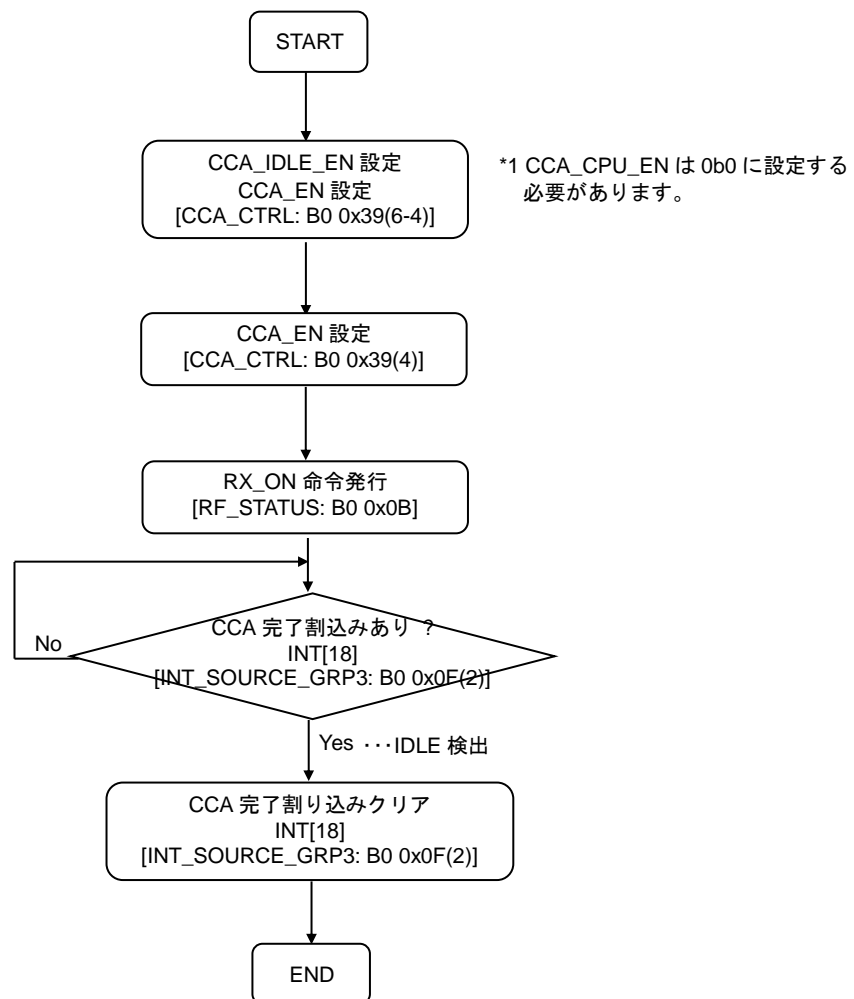 START
CCA_IDLE_EN 設定
CCA_EN 設定
[CCA_CTRL: B0 0x39(6-4)]
*1 CCA_CPU_EN は 0b0 に設定する
必要があります。
CCA_EN 設定
[CCA_CTRL: B0 0x39(4)]
RX_ON 命令発行
[RF_STATUS: B0 0x0B]
CCA 完了割込みあり ?
INT[18]
[INT_SOURCE_GRP3: B0 0x0F(2)]
No
Yes ･･･IDLE 検出
CCA 完了割り込みクリア
INT[18]
[INT_SOURCE_GRP3: B0 0x0F(2)]
END